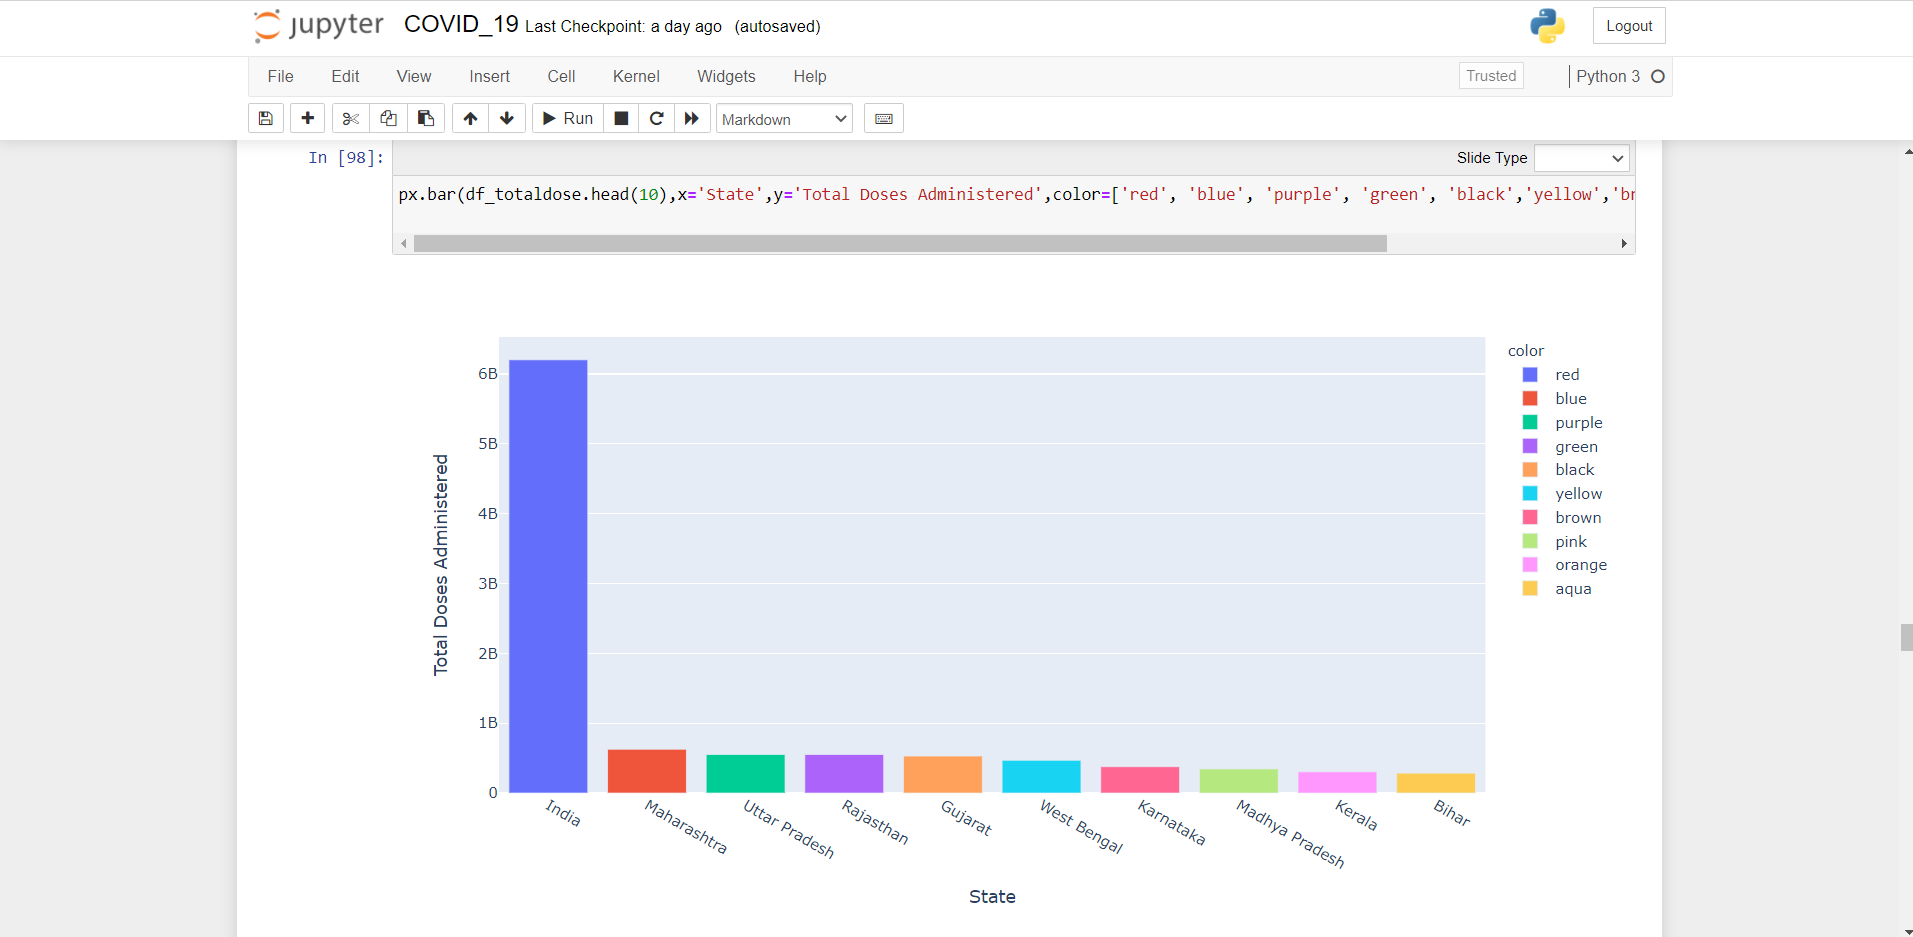 jupyter COVID_19 Last Checkpoint: a day ago (autosaved) Logout
File Edit View Insert Cell Kernel Widgets Help Trusted Python 3
Run Markdown
In [98]:
Slide Type
px.bar(df_totaldose.head(10),x='State',y='Total Doses Administered',color=['red', 'blue', 'purple', 'green', 'black','yellow','br
color
red
blue
purple
green
black
yellow
brown
pink
orange
aqua
Total Doses Administered
6B
5B
4B
3B
2B
1B
0
India Maharashtra Uttar Pradesh Rajasthan Gujarat West Bengal Karnataka Madhya Pradesh Kerala Bihar
State